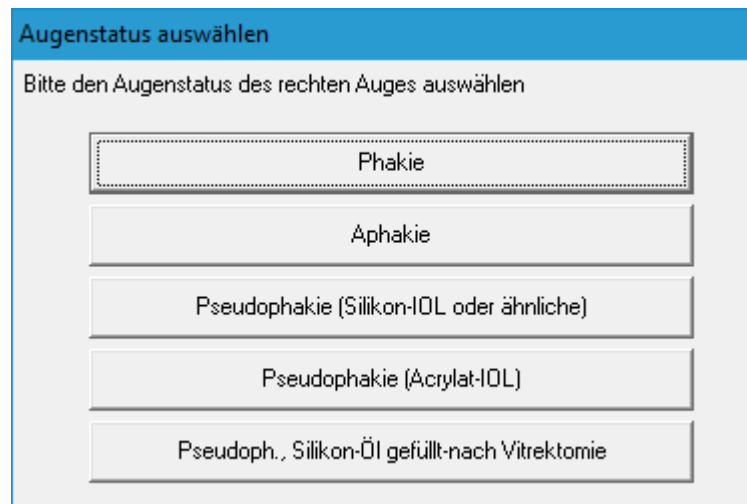 Augenstatus auswählen
Bitte den Augenstatus des rechten Auges auswählen
Phakie
Aphakie
Pseudophakie (Silikon-IOL oder ähnliche)
Pseudophakie (Acrylat-IOL)
Pseudoph., Silikon-Öl gefüllt-nach Vitrektomie